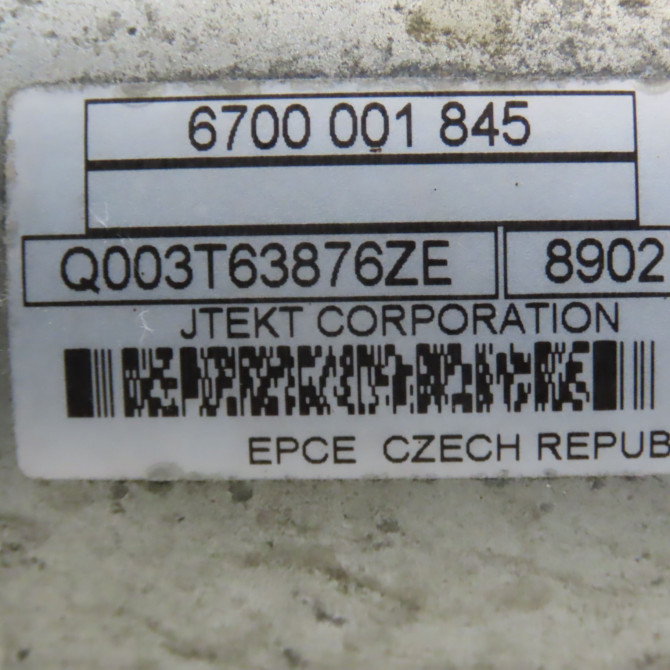 6700 001 845
Q003T63876ZE 8902
JTEKT CORPORATION
EPCE CZECH REPUB